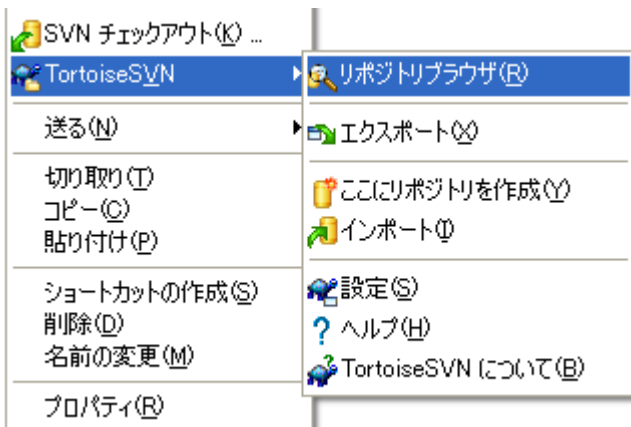 SVN チェックアウト(K) ...
TortoiseSVN
送る(N)
切り取り(T)
コピー(C)
貼り付け(P)
ショートカットの作成(S)
削除(D)
名前の変更(M)
プロパティ(R)
リポジトリブラウザ(R)
エクスポート(X)
ここにリポジトリを作成(Y)
インポート(I)
設定(S)
ヘルプ(H)
TortoiseSVN について(B)